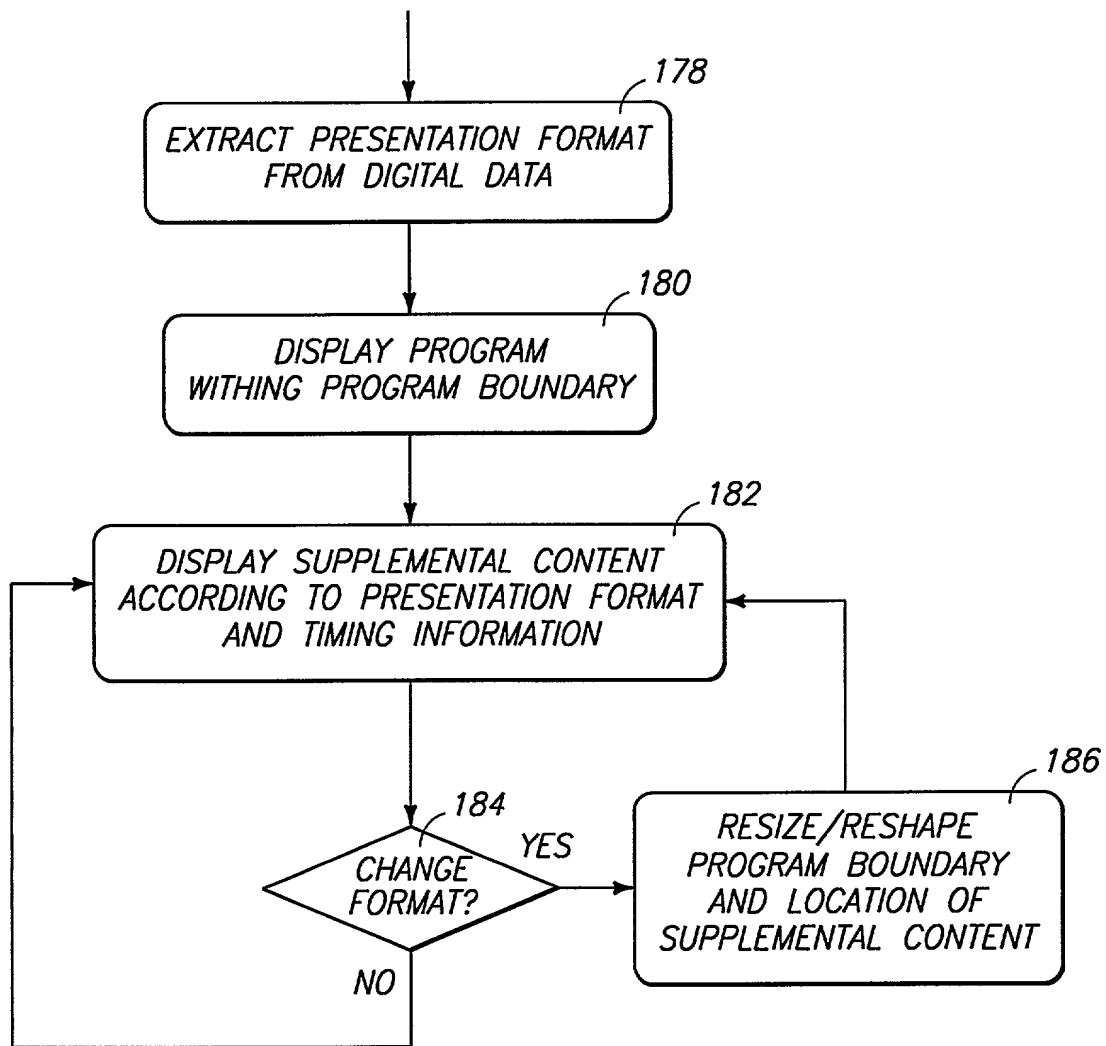 178
EXTRACT PRESENTATION FORMAT
FROM DIGITAL DATA
180
DISPLAY PROGRAM
WITHING PROGRAM BOUNDARY
182
DISPLAY SUPPLEMENTAL CONTENT
ACCORDING TO PRESENTATION FORMAT
AND TIMING INFORMATION
184
CHANGE
FORMAT?
YES
NO
186
RESIZE/RESHAPE
PROGRAM BOUNDARY
AND LOCATION OF
SUPPLEMENTAL CONTENT